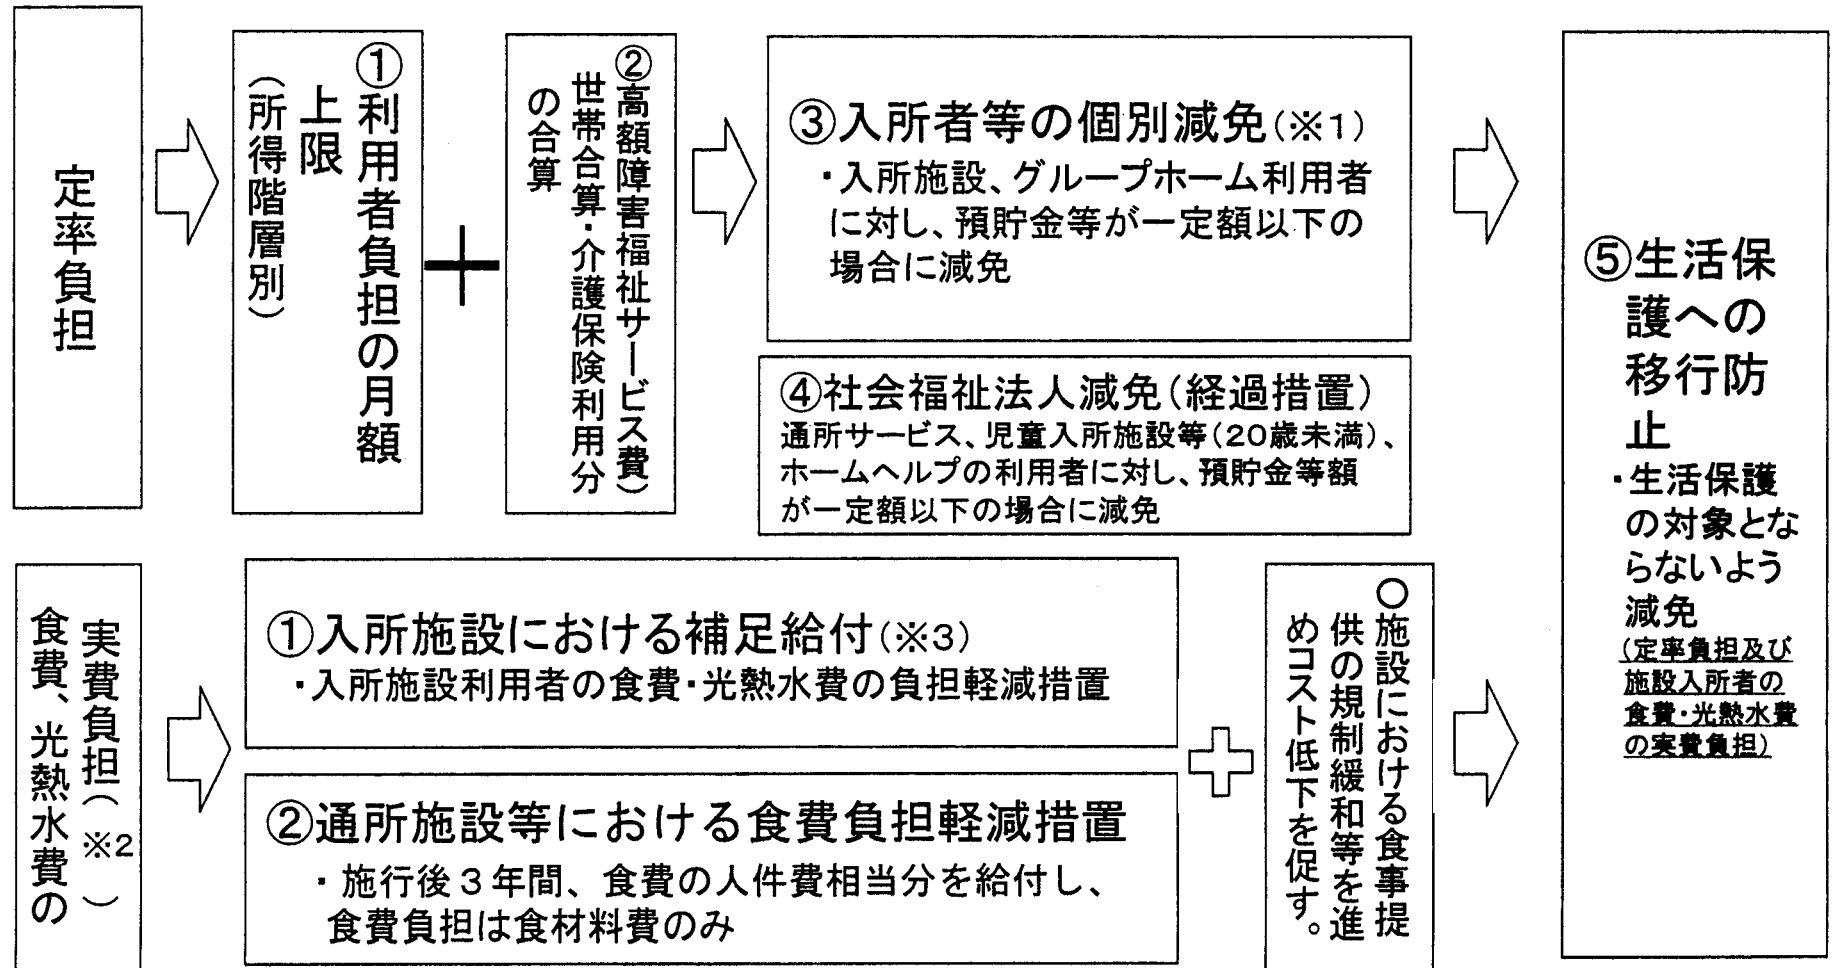 定率負担
①利用者負担の月額
上限
(所得階層別)
②高額障害福祉サービス費)
世帯合算・介護保険利用分
の合算
③入所者等の個別減免(※1)
・入所施設、グループホーム利用者
に対し、預貯金等が一定額以下の
場合に減免
④社会福祉法人減免(経過措置)
通所サービス、児童入所施設等(20歳未満)、
ホームヘルプの利用者に対し、預貯金等額
が一定額以下の場合に減免
⑤生活保
護への
移行防
止
・生活保護
の対象とな
らないよう
減免
(定率負担及び
施設入所者の
食費・光熱水費
の実費負担)
実費負担(※2)
食費、光熱水費の
①入所施設における補足給付(※3)
・入所施設利用者の食費・光熱水費の負担軽減措置
②通所施設等における食費負担軽減措置
・施行後3年間、食費の人件費相当分を給付し、
食費負担は食材料費のみ
○施設における食事提
供の規制緩和等を進
めコスト低下を促す。